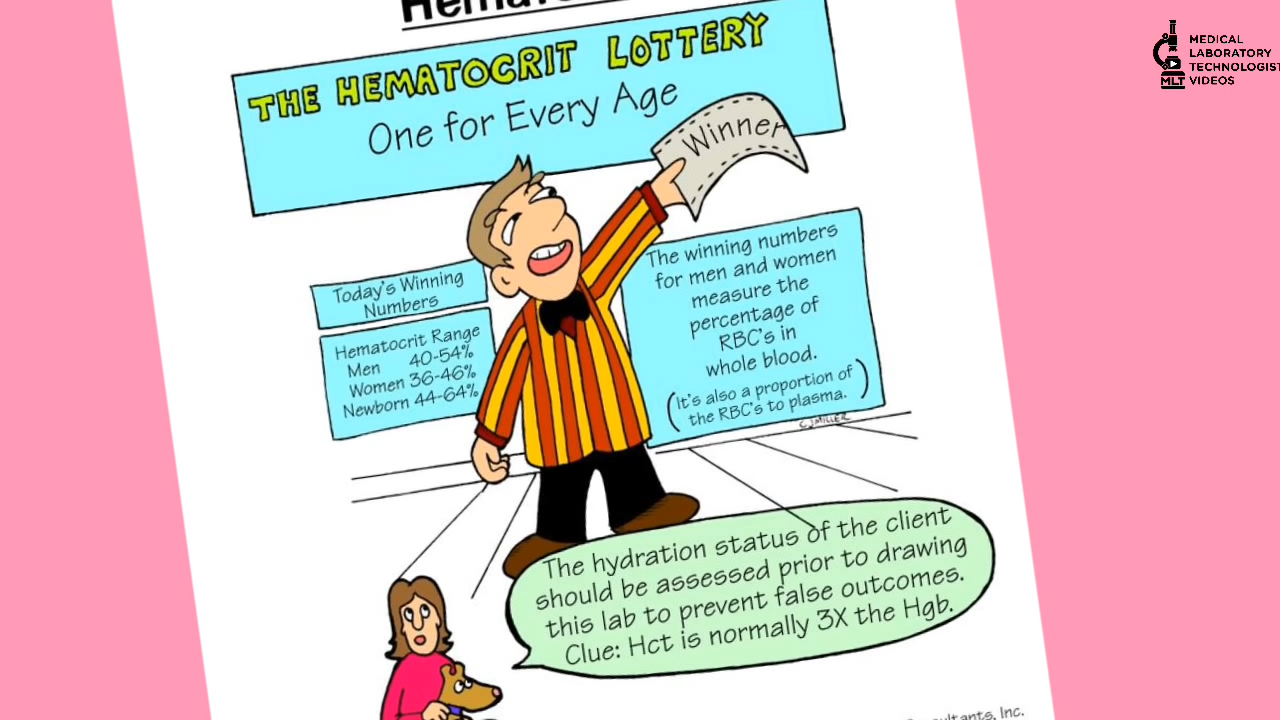 MEDICAL
LABORATORY
TECHNOLOGIST
VIDEOS
MLT
THE HEMATOCRIT LOTTERY
One for Every Age
Winner
Today's Winning
Numbers
Hematocrit Range
Men 40-54%
Women 36-46%
Newborn 44-64%
The winning numbers
for men and women
measure the
percentage of
RBC's in
whole blood.
(It's also a proportion of
the RBC's to plasma.)
CJMILLER
The hydration status of the client
should be assessed prior to drawing
this lab to prevent false outcomes.
Clue: Hct is normally 3X the Hgb.
Inc.